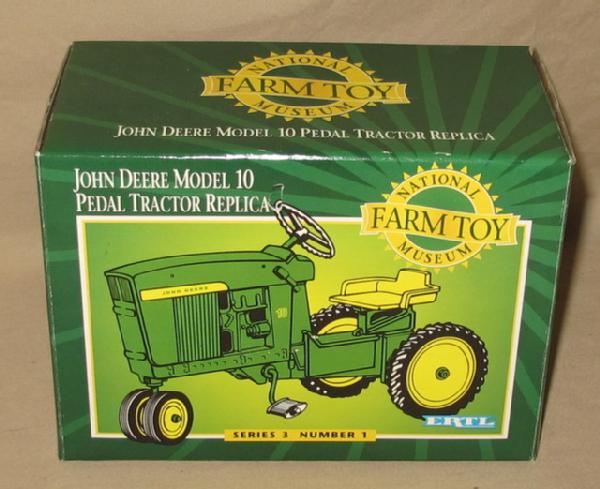 NATIONAL
FARM TOY
MUSEUM
JOHN DEERE MODEL 10 PEDAL TRACTOR REPLICA
JOHN DEERE MODEL 10
PEDAL TRACTOR REPLICA
NATIONAL
FARM TOY
MUSEUM
JOHN DEERE
10
ERTL
SERIES 3 NUMBER 1